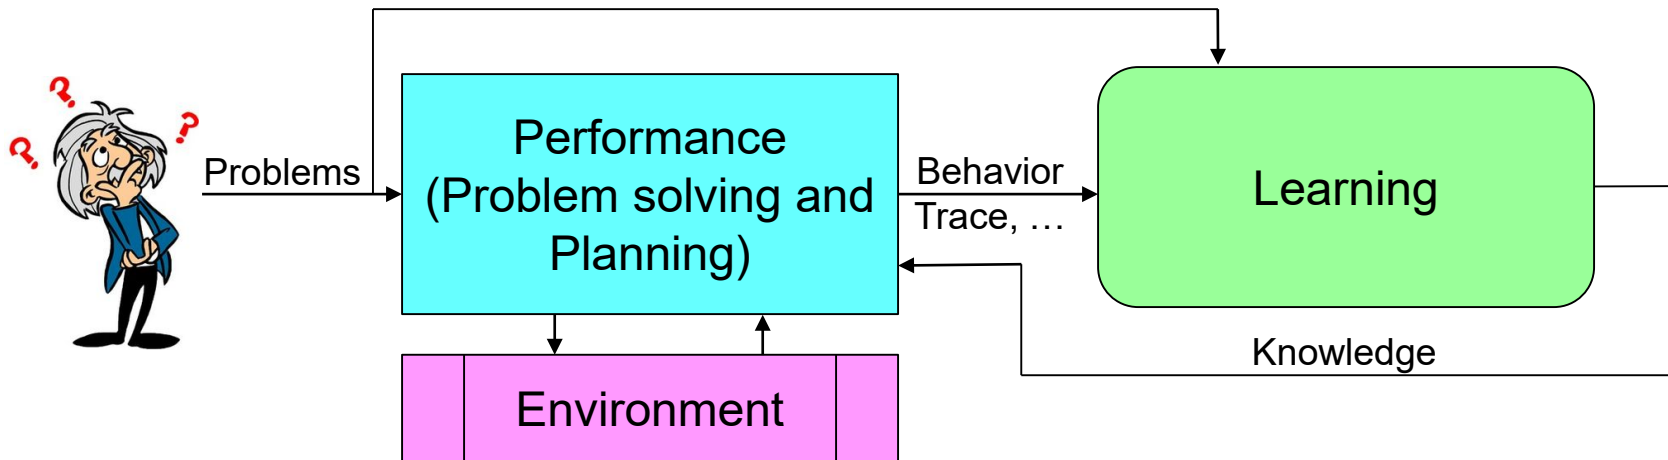 ?
?
?
Problems
Performance
(Problem solving and
Planning)
Behavior
Trace, …
Learning
Knowledge
Environment